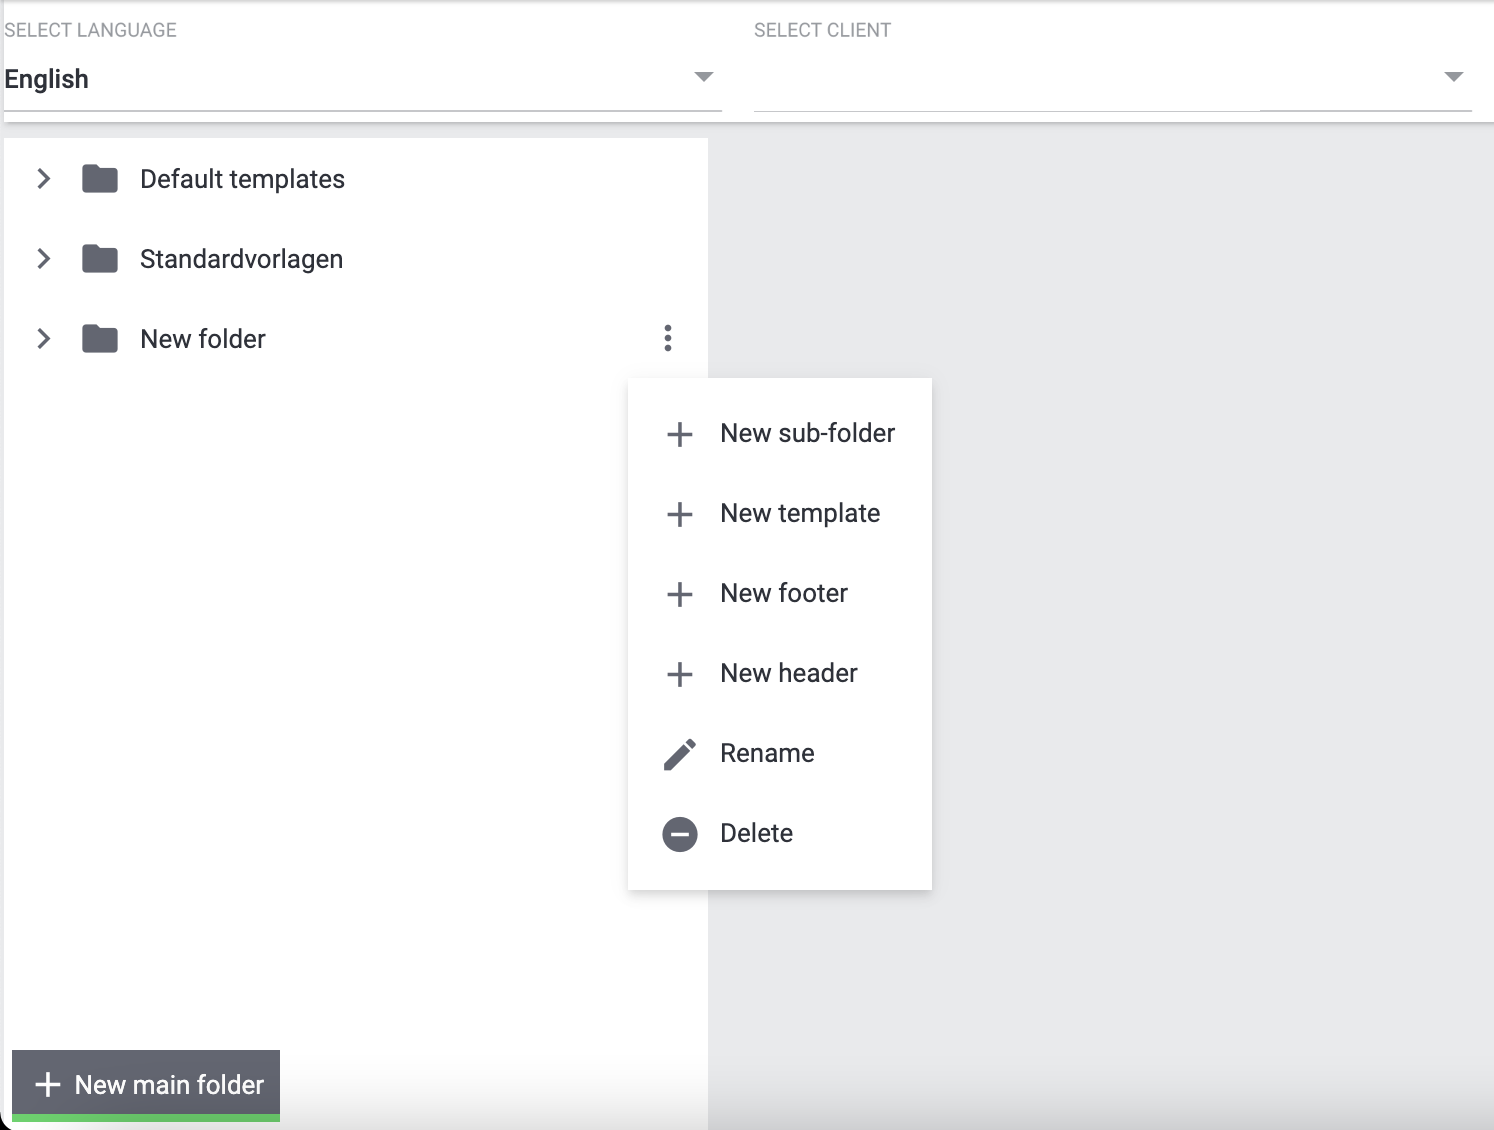 SELECT LANGUAGE
SELECT CLIENT
English
Default templates
Standardvorlagen
New folder
New sub-folder
New template
New footer
New header
Rename
Delete
New main folder